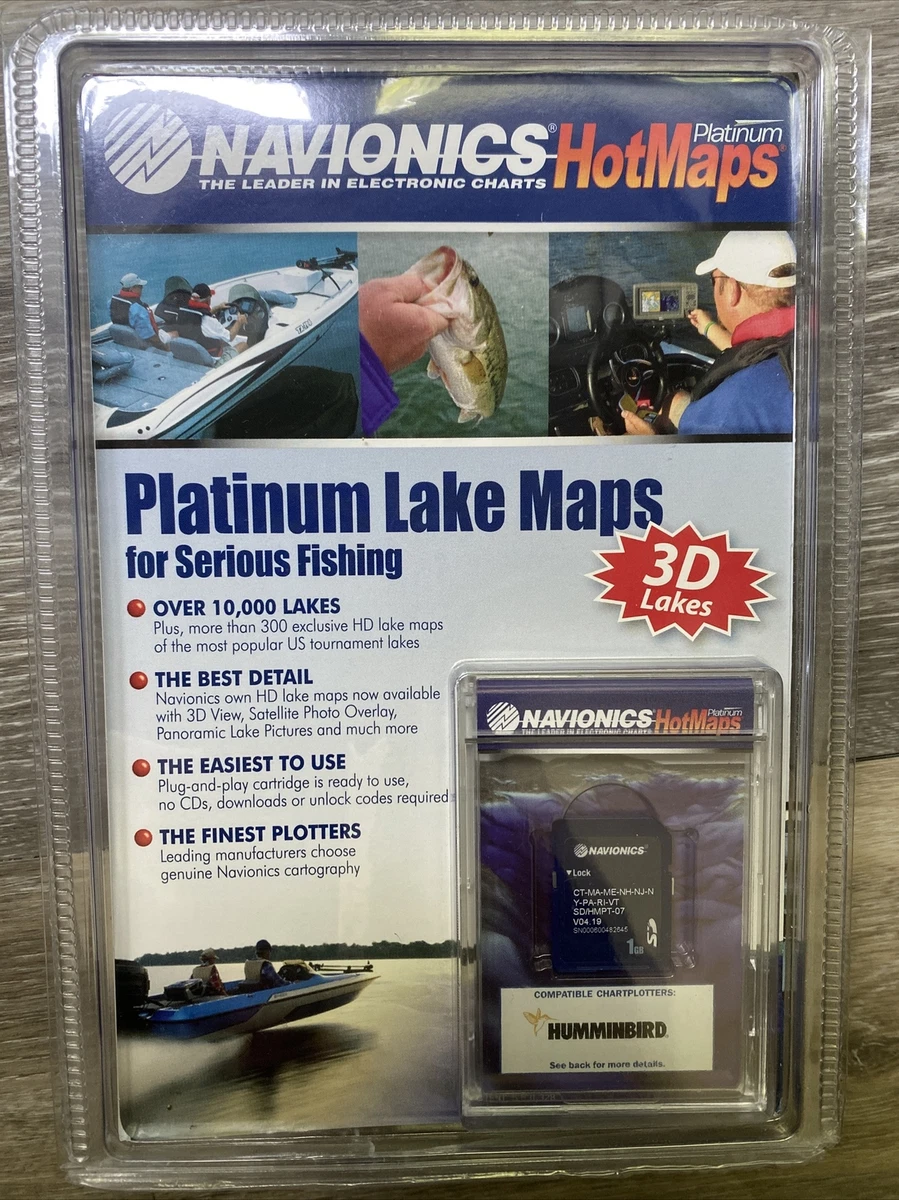 NAVIONICS® HotMaps® Platinum
THE LEADER IN ELECTRONIC CHARTS
Platinum Lake Maps
for Serious Fishing
3D
Lakes
OVER 10,000 LAKES
Plus, more than 300 exclusive HD lake maps
of the most popular US tournament lakes
THE BEST DETAIL
Navionics own HD lake maps now available
with 3D View, Satellite Photo Overlay,
Panoramic Lake Pictures and much more
THE EASIEST TO USE
Plug-and-play cartridge is ready to use,
no CDs, downloads or unlock codes required
THE FINEST PLOTTERS
Leading manufacturers choose
genuine Navionics cartography
NAVIONICS HotMaps Platinum
THE LEADER IN ELECTRONIC CHARTS
NAVIONICS
▼Lock
CT-MA-ME-NH-NJ-N
Y-PA-RI-VT
SD/HMPT-07
V04.19
SN000600482645
1GB SD
COMPATIBLE CHARTPLOTTERS:
HUMMINBIRD®
See back for more details.